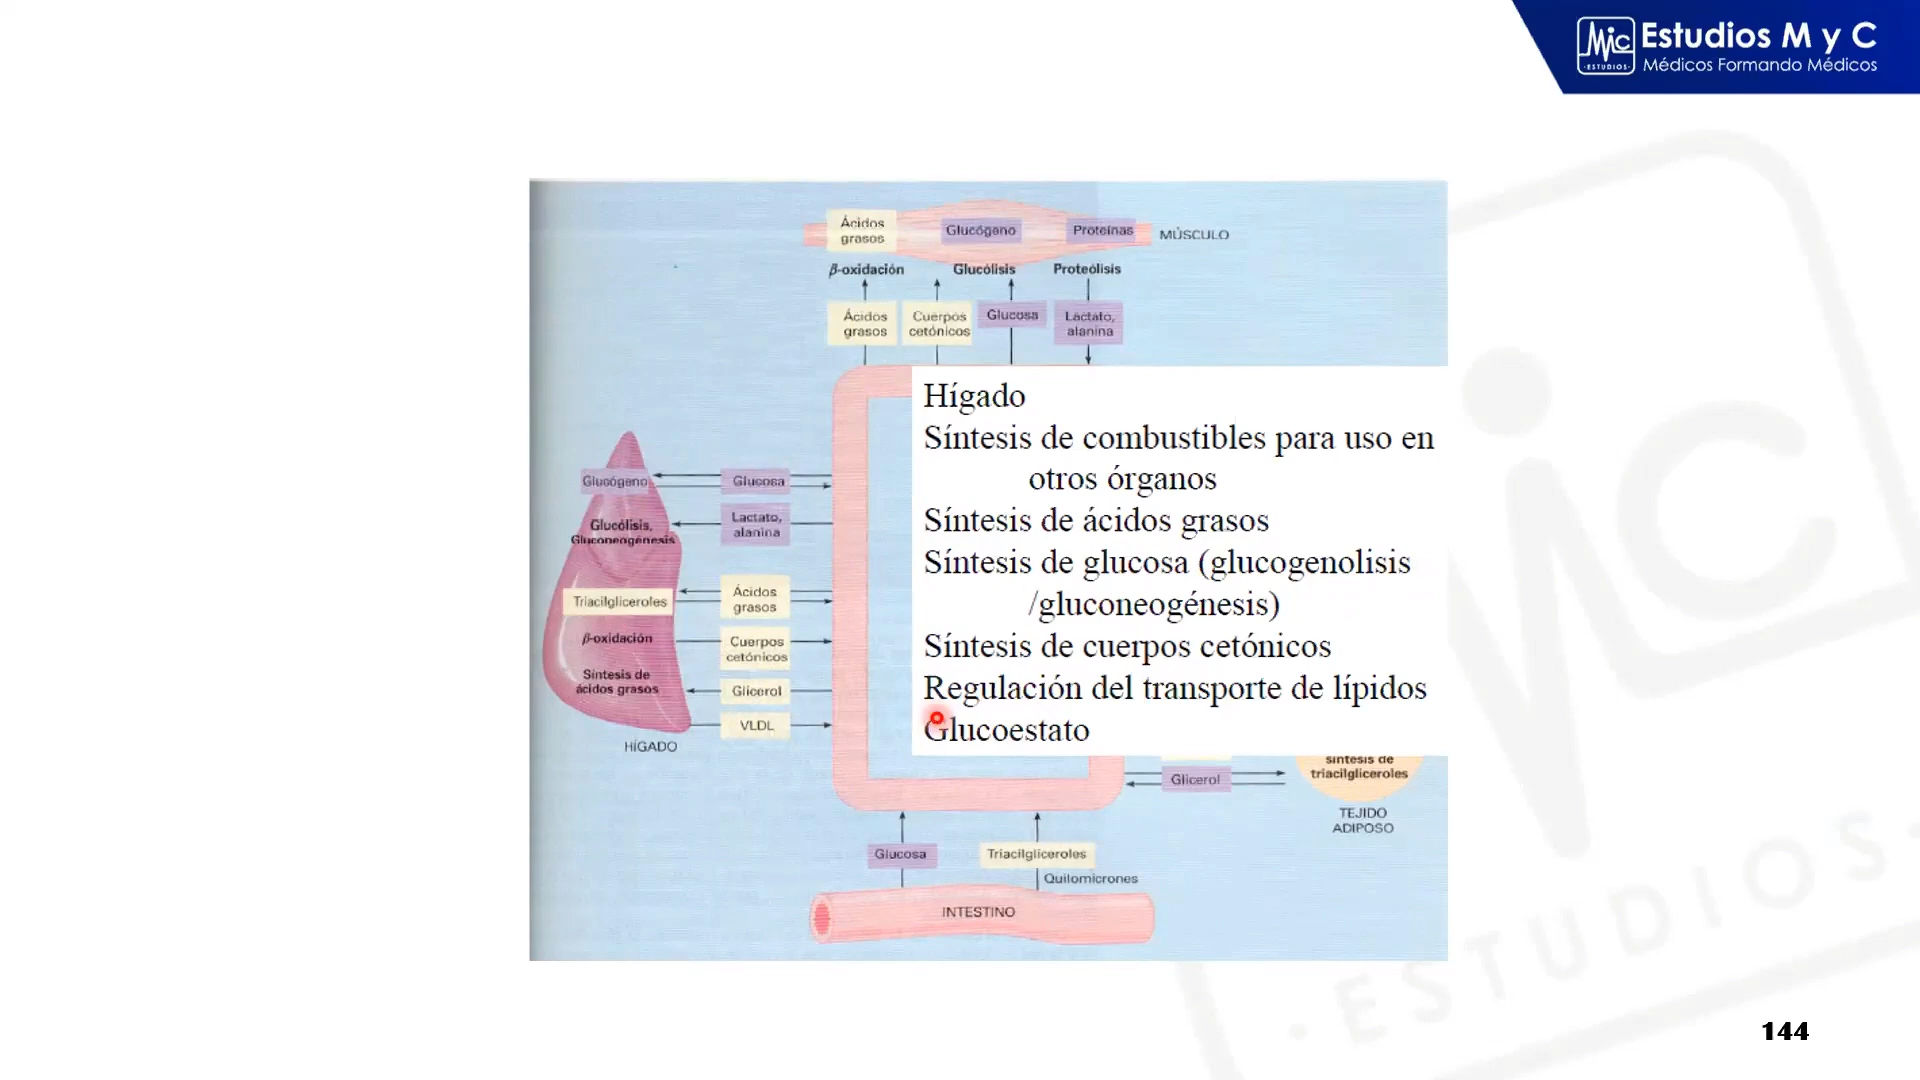 Mic
·ESTUDIOS·
Estudios M y C
Médicos Formando Médicos
Ácidos
grasos
Glucógeno
Proteínas
MÚSCULO
β-oxidación
Glucólisis
Proteólisis
Ácidos
grasos
Cuerpos
cetónicos
Glucosa
Lactato,
alanina
Hígado
Síntesis de combustibles para uso en
otros órganos
Síntesis de ácidos grasos
Síntesis de glucosa (glucogenolisis
/gluconeogénesis)
Síntesis de cuerpos cetónicos
Regulación del transporte de lípidos
Glucoestato
Glucógeno
Glucosa
Glucólisis,
Gluconeogénesis
Lactato,
alanina
Triacilgliceroles
Ácidos
grasos
β-oxidación
Cuerpos
cetónicos
Síntesis de
ácidos grasos
Glicerol
VLDL
HÍGADO
síntesis de
triacilgliceroles
Glicerol
TEJIDO
ADIPOSO
Glucosa
Triacilgliceroles
Quilomicrones
INTESTINO
Mic
·ESTUDIOS·
144